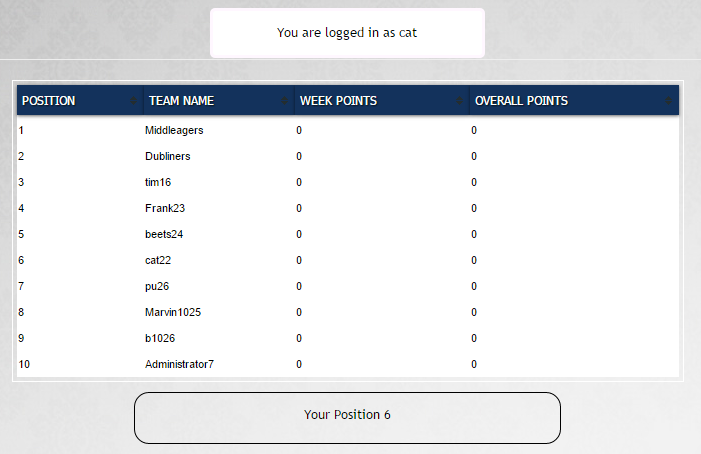 You are logged in as cat
POSITION TEAM NAME WEEK POINTS OVERALL POINTS
1 Middleagers 0 0
2 Dubliners 0 0
3 tim16 0 0
4 Frank23 0 0
5 beets24 0 0
6 cat22 0 0
7 pu26 0 0
8 Marvin1025 0 0
9 b1026 0 0
10 Administrator7 0 0
Your Position 6